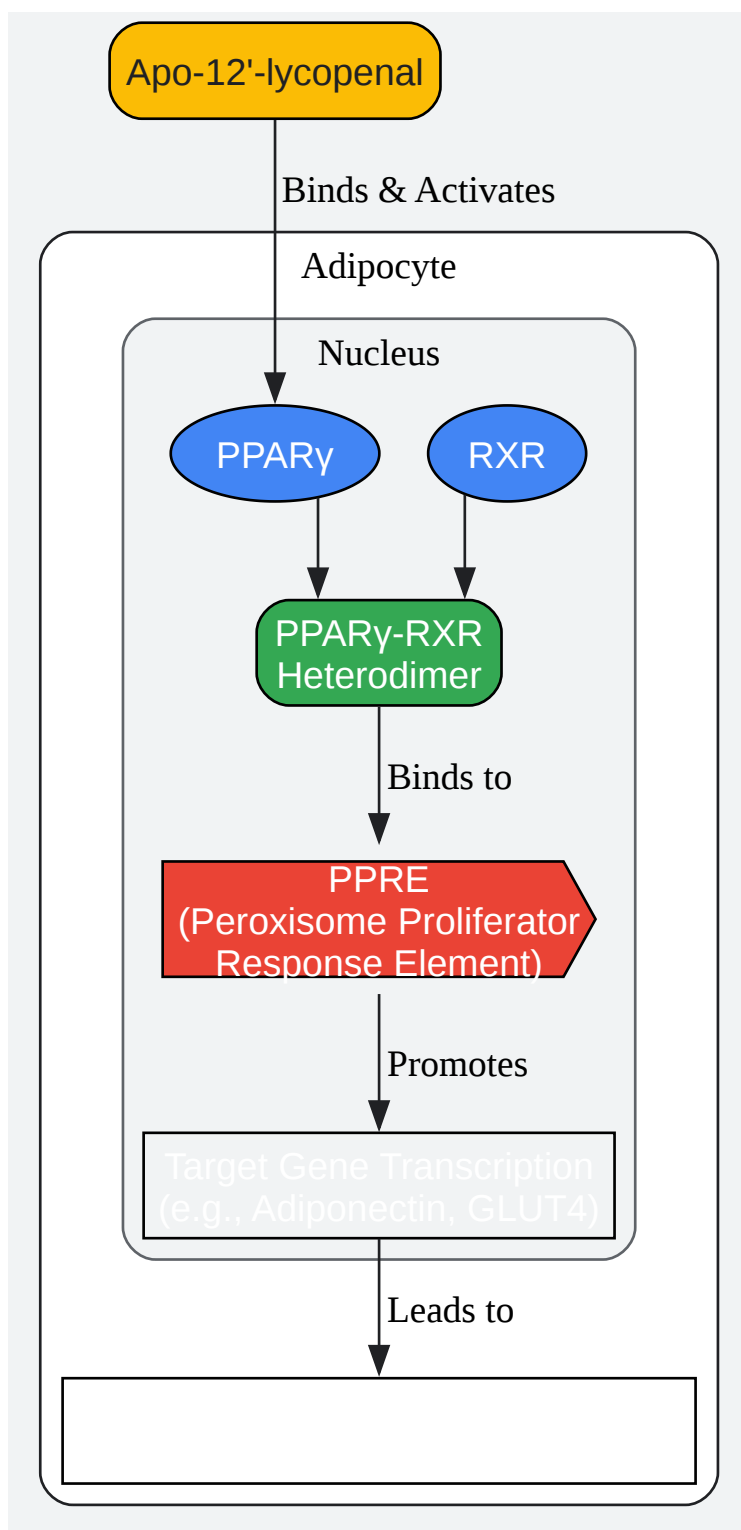 Apo-12'-lycopenal
Binds & Activates
Adipocyte
Nucleus
PPARγ
RXR
PPARγ-RXR
Heterodimer
Binds to
PPRE
(Peroxisome Proliferator
Response Element)
Promotes
Target Gene Transcription
(e.g., Adiponectin, GLUT4)
Leads to